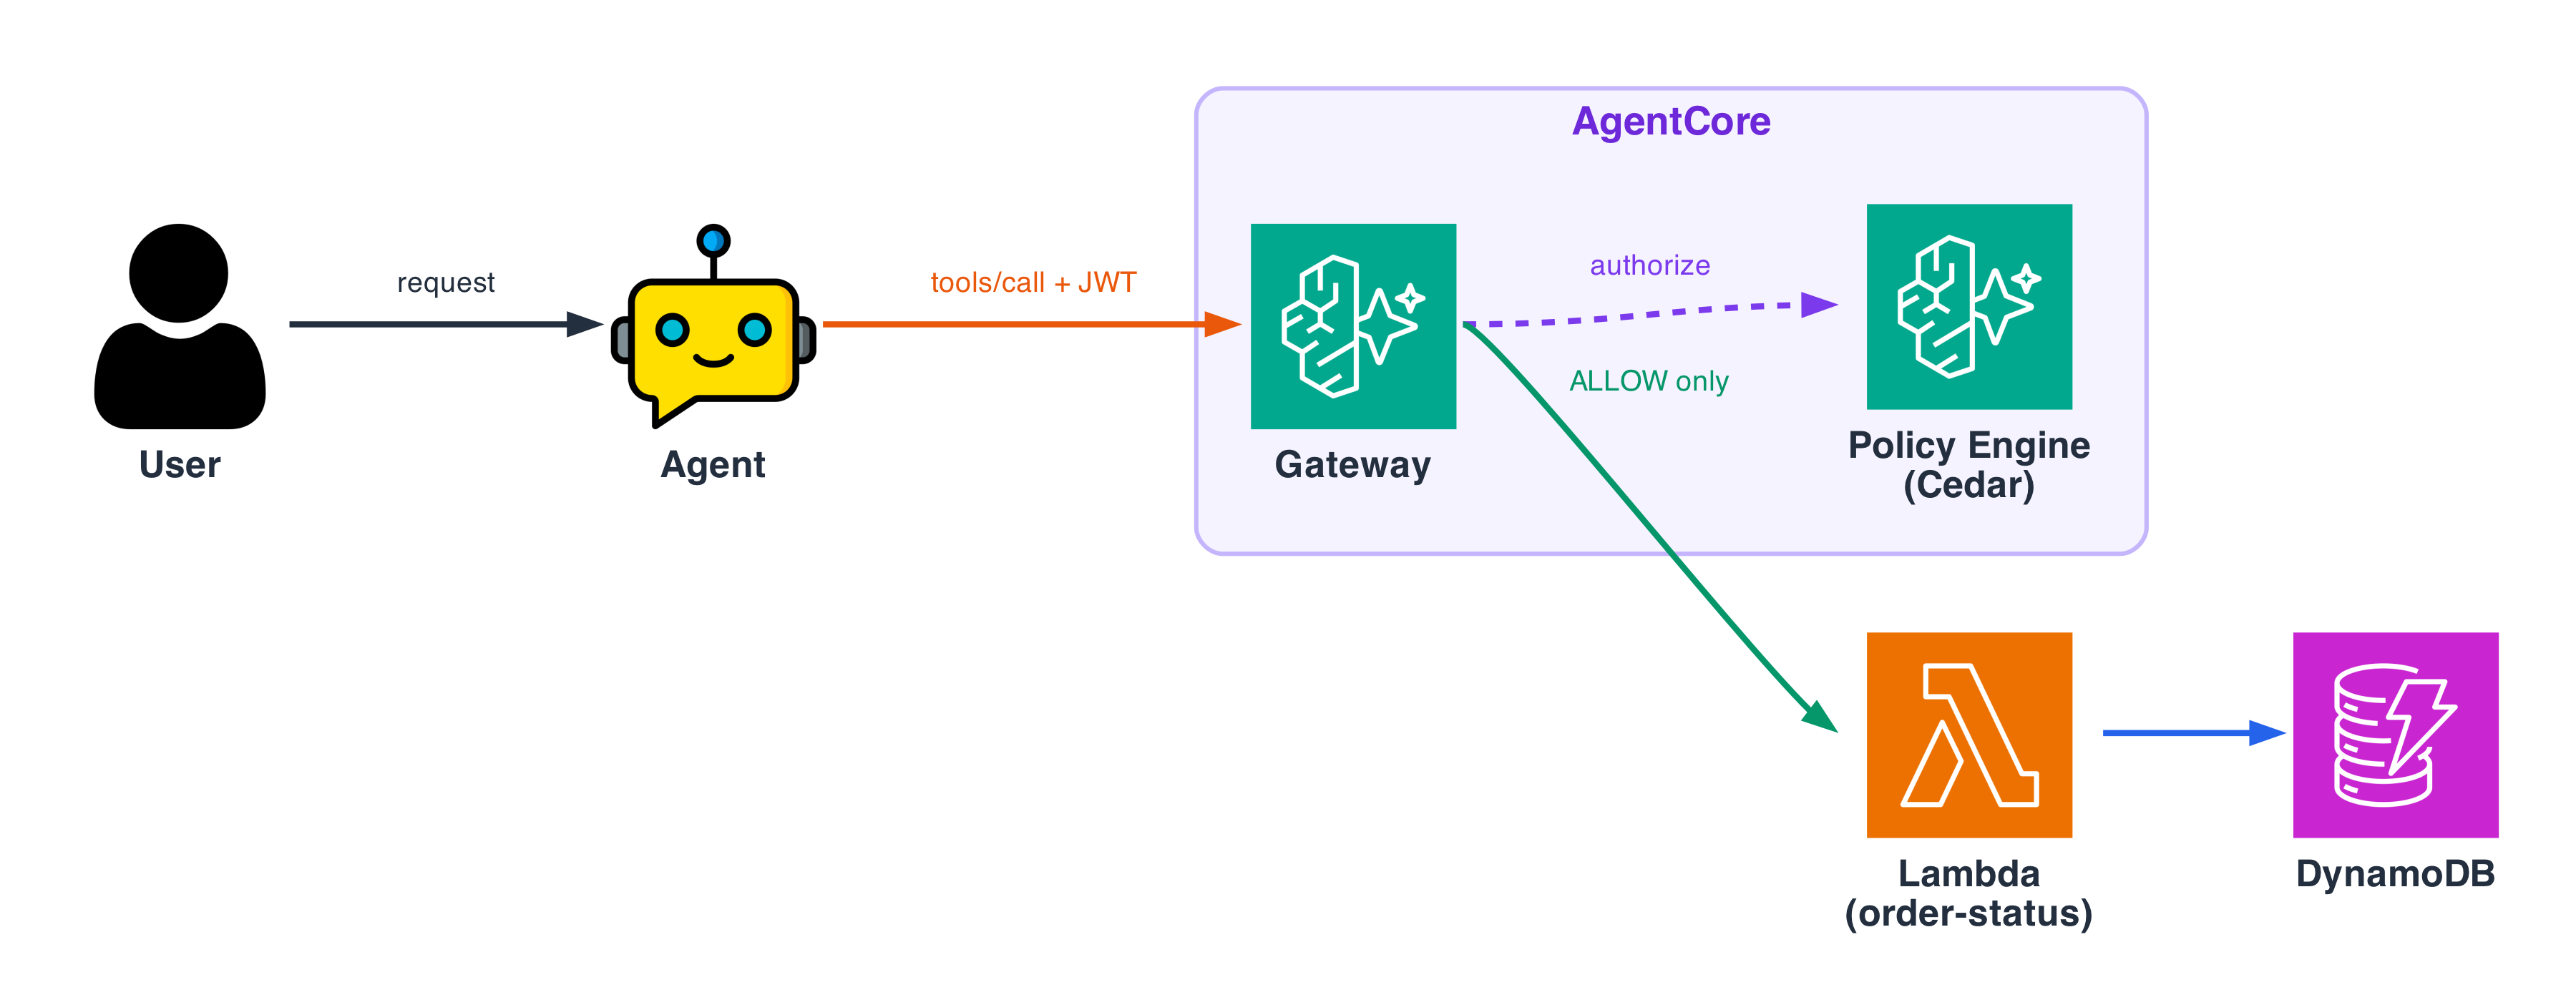 AgentCore
request
tools/call + JWT
authorize
ALLOW only
User
Agent
Gateway
Policy Engine
(Cedar)
Lambda
(order-status)
DynamoDB